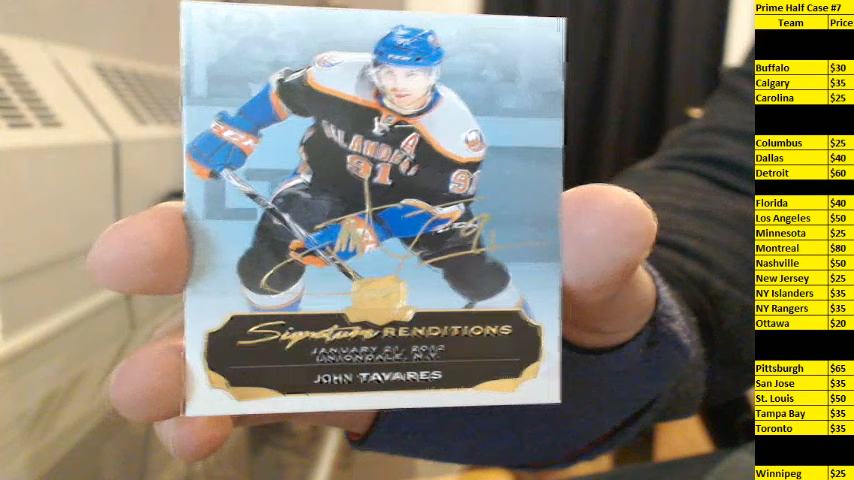 Prime Half Case #7
Team Price
Buffalo $30
Calgary $35
Carolina $25
Columbus $25
Dallas $40
Detroit $60
Florida $40
Los Angeles $50
Minnesota $25
Montreal $80
Nashville $50
New Jersey $25
NY Islanders $35
NY Rangers $35
Ottawa $20
Pittsburgh $65
San Jose $35
St. Louis $50
Tampa Bay $35
Toronto $35
Winnipeg $25
CCM
A
ISLANDERS
91
91
Signature RENDITIONS
JANUARY 21, 2012
UNIONDALE, N.Y.
JOHN TAVARES